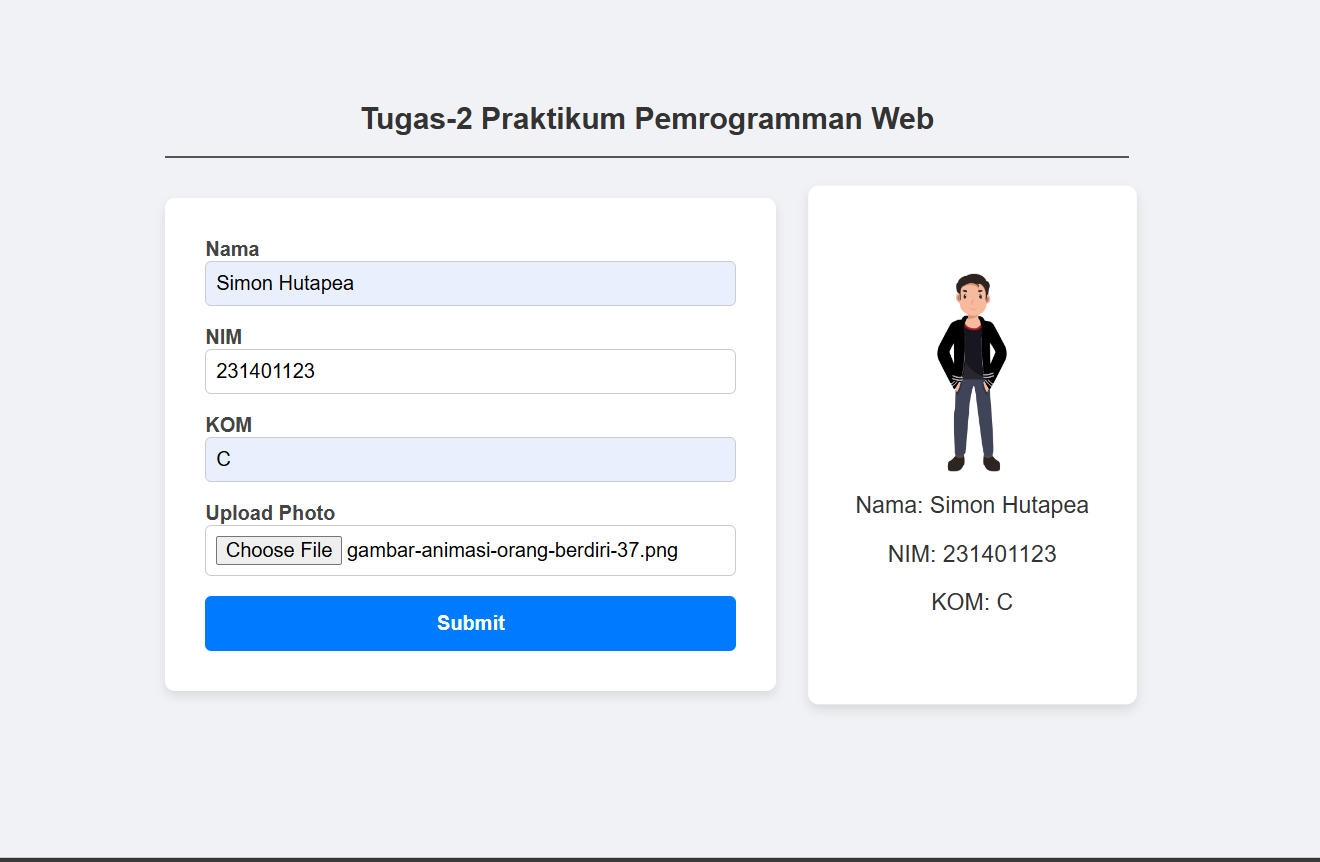 Tugas-2 Praktikum Pemrogramman Web
Nama
Simon Hutapea
NIM
231401123
KOM
C
Upload Photo
Choose File gambar-animasi-orang-berdiri-37.png
Submit
Nama: Simon Hutapea
NIM: 231401123
KOM: C